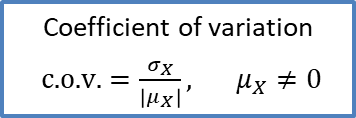 Coefficient of variation
c.o.v. = σ_X / |μ_X|, μ_X ≠ 0